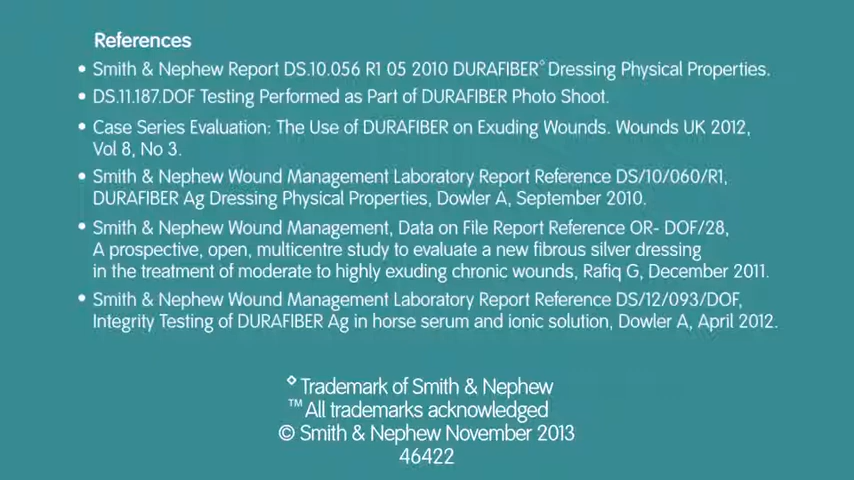 References
• Smith & Nephew Report DS.10.056 R1 05 2010 DURAFIBER◊ Dressing Physical Properties.
• DS.11.187.DOF Testing Performed as Part of DURAFIBER Photo Shoot.
• Case Series Evaluation: The Use of DURAFIBER on Exuding Wounds. Wounds UK 2012,
Vol 8, No 3.
• Smith & Nephew Wound Management Laboratory Report Reference DS/10/060/R1,
DURAFIBER Ag Dressing Physical Properties, Dowler A, September 2010.
• Smith & Nephew Wound Management, Data on File Report Reference OR- DOF/28,
A prospective, open, multicentre study to evaluate a new fibrous silver dressing
in the treatment of moderate to highly exuding chronic wounds, Rafiq G, December 2011.
• Smith & Nephew Wound Management Laboratory Report Reference DS/12/093/DOF,
Integrity Testing of DURAFIBER Ag in horse serum and ionic solution, Dowler A, April 2012.
◊ Trademark of Smith & Nephew
™ All trademarks acknowledged
© Smith & Nephew November 2013
46422